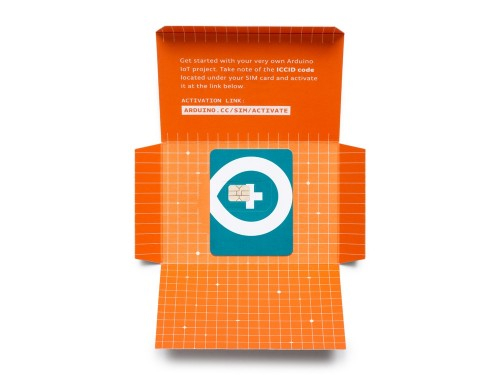 Get started with your very own Arduino
IoT project. Take note of the ICCID code
located under your SIM card and activate
it at the link below.
ACTIVATION LINK:
ARDUINO.CC/SIM/ACTIVATE